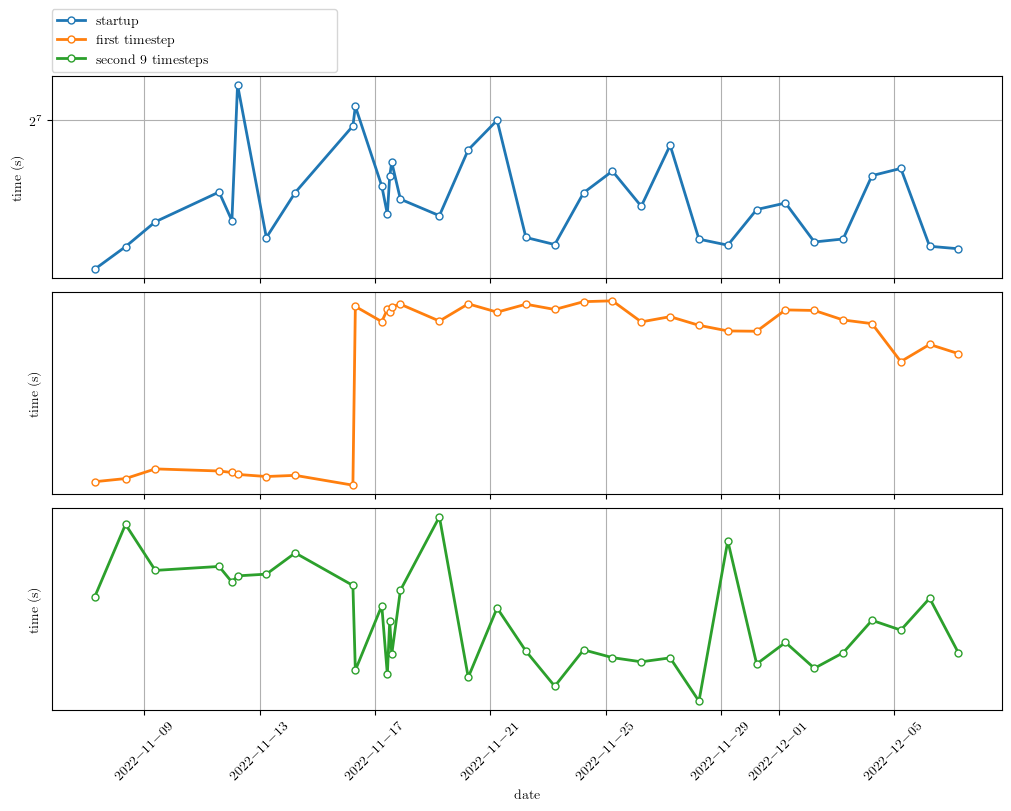 startup
first timestep
second 9 timesteps
2^7
time (s)
time (s)
time (s)
2022−11−09
2022−11−13
2022−11−17
2022−11−21
2022−11−25
2022−11−29
2022−12−01
2022−12−05
date